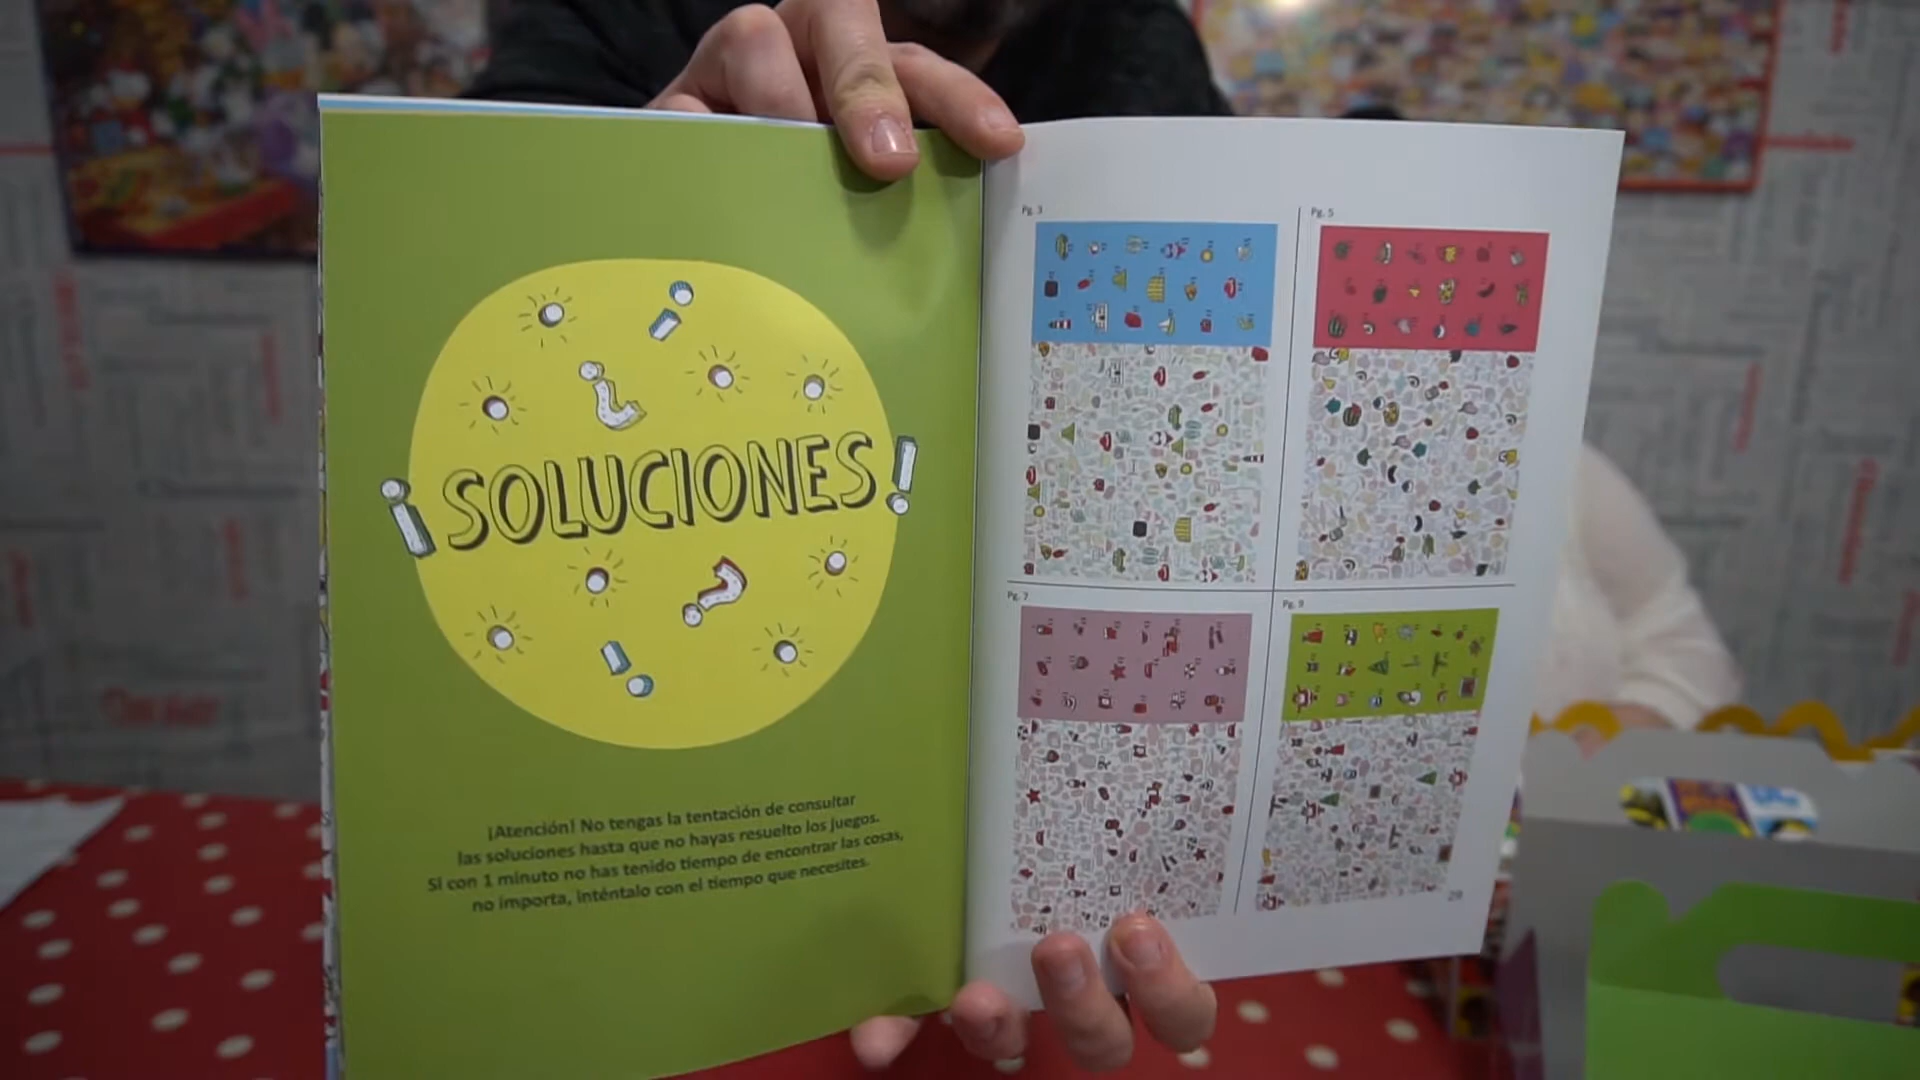 ¡SOLUCIONES!
¡Atención! No tengas la tentación de consultar
las soluciones hasta que no hayas resuelto los juegos.
Si con 1 minuto no has tenido tiempo de encontrar las cosas,
no importa, inténtalo con el tiempo que necesites.
Pg. 3
Pg. 5
Pg. 7
Pg. 9
29